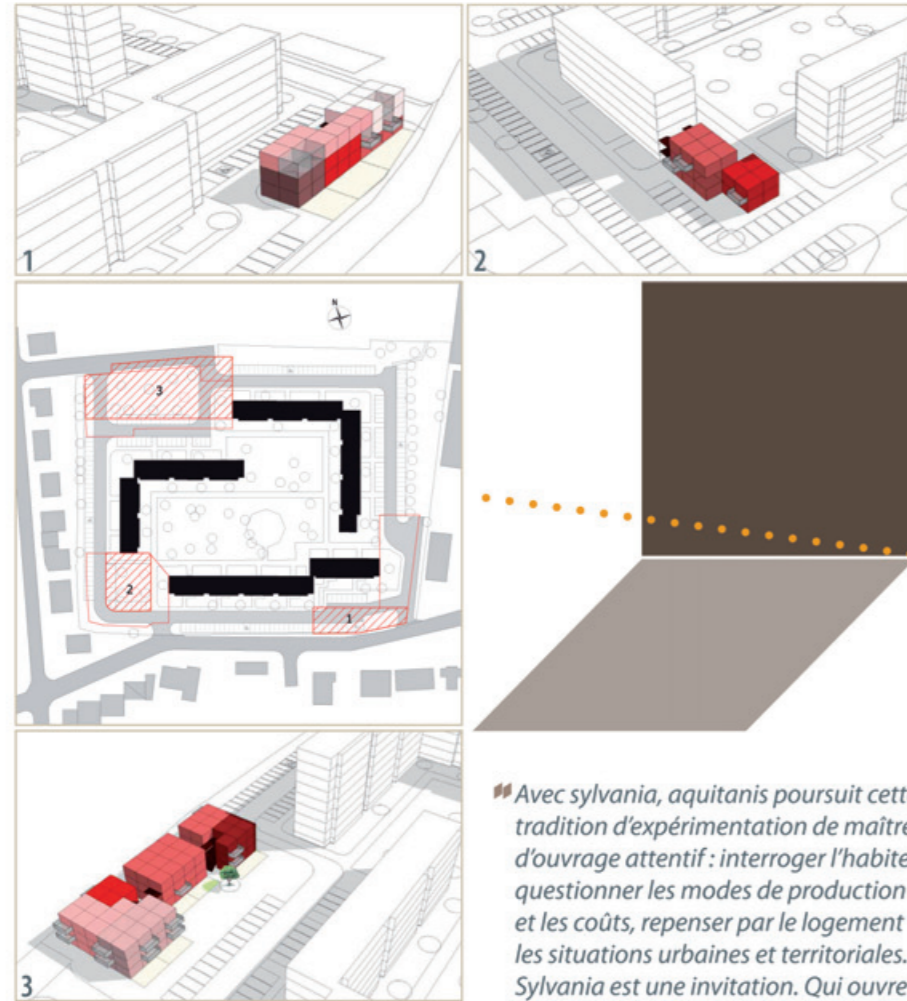 1
2
N
3
2
1
3
" Avec sylvania, aquitanis poursuit cett
tradition d'expérimentation de maître
d'ouvrage attentif : interroger l'habite
questionner les modes de production
et les coûts, repenser par le logement
les situations urbaines et territoriales.
Sylvania est une invitation. Qui ouvre